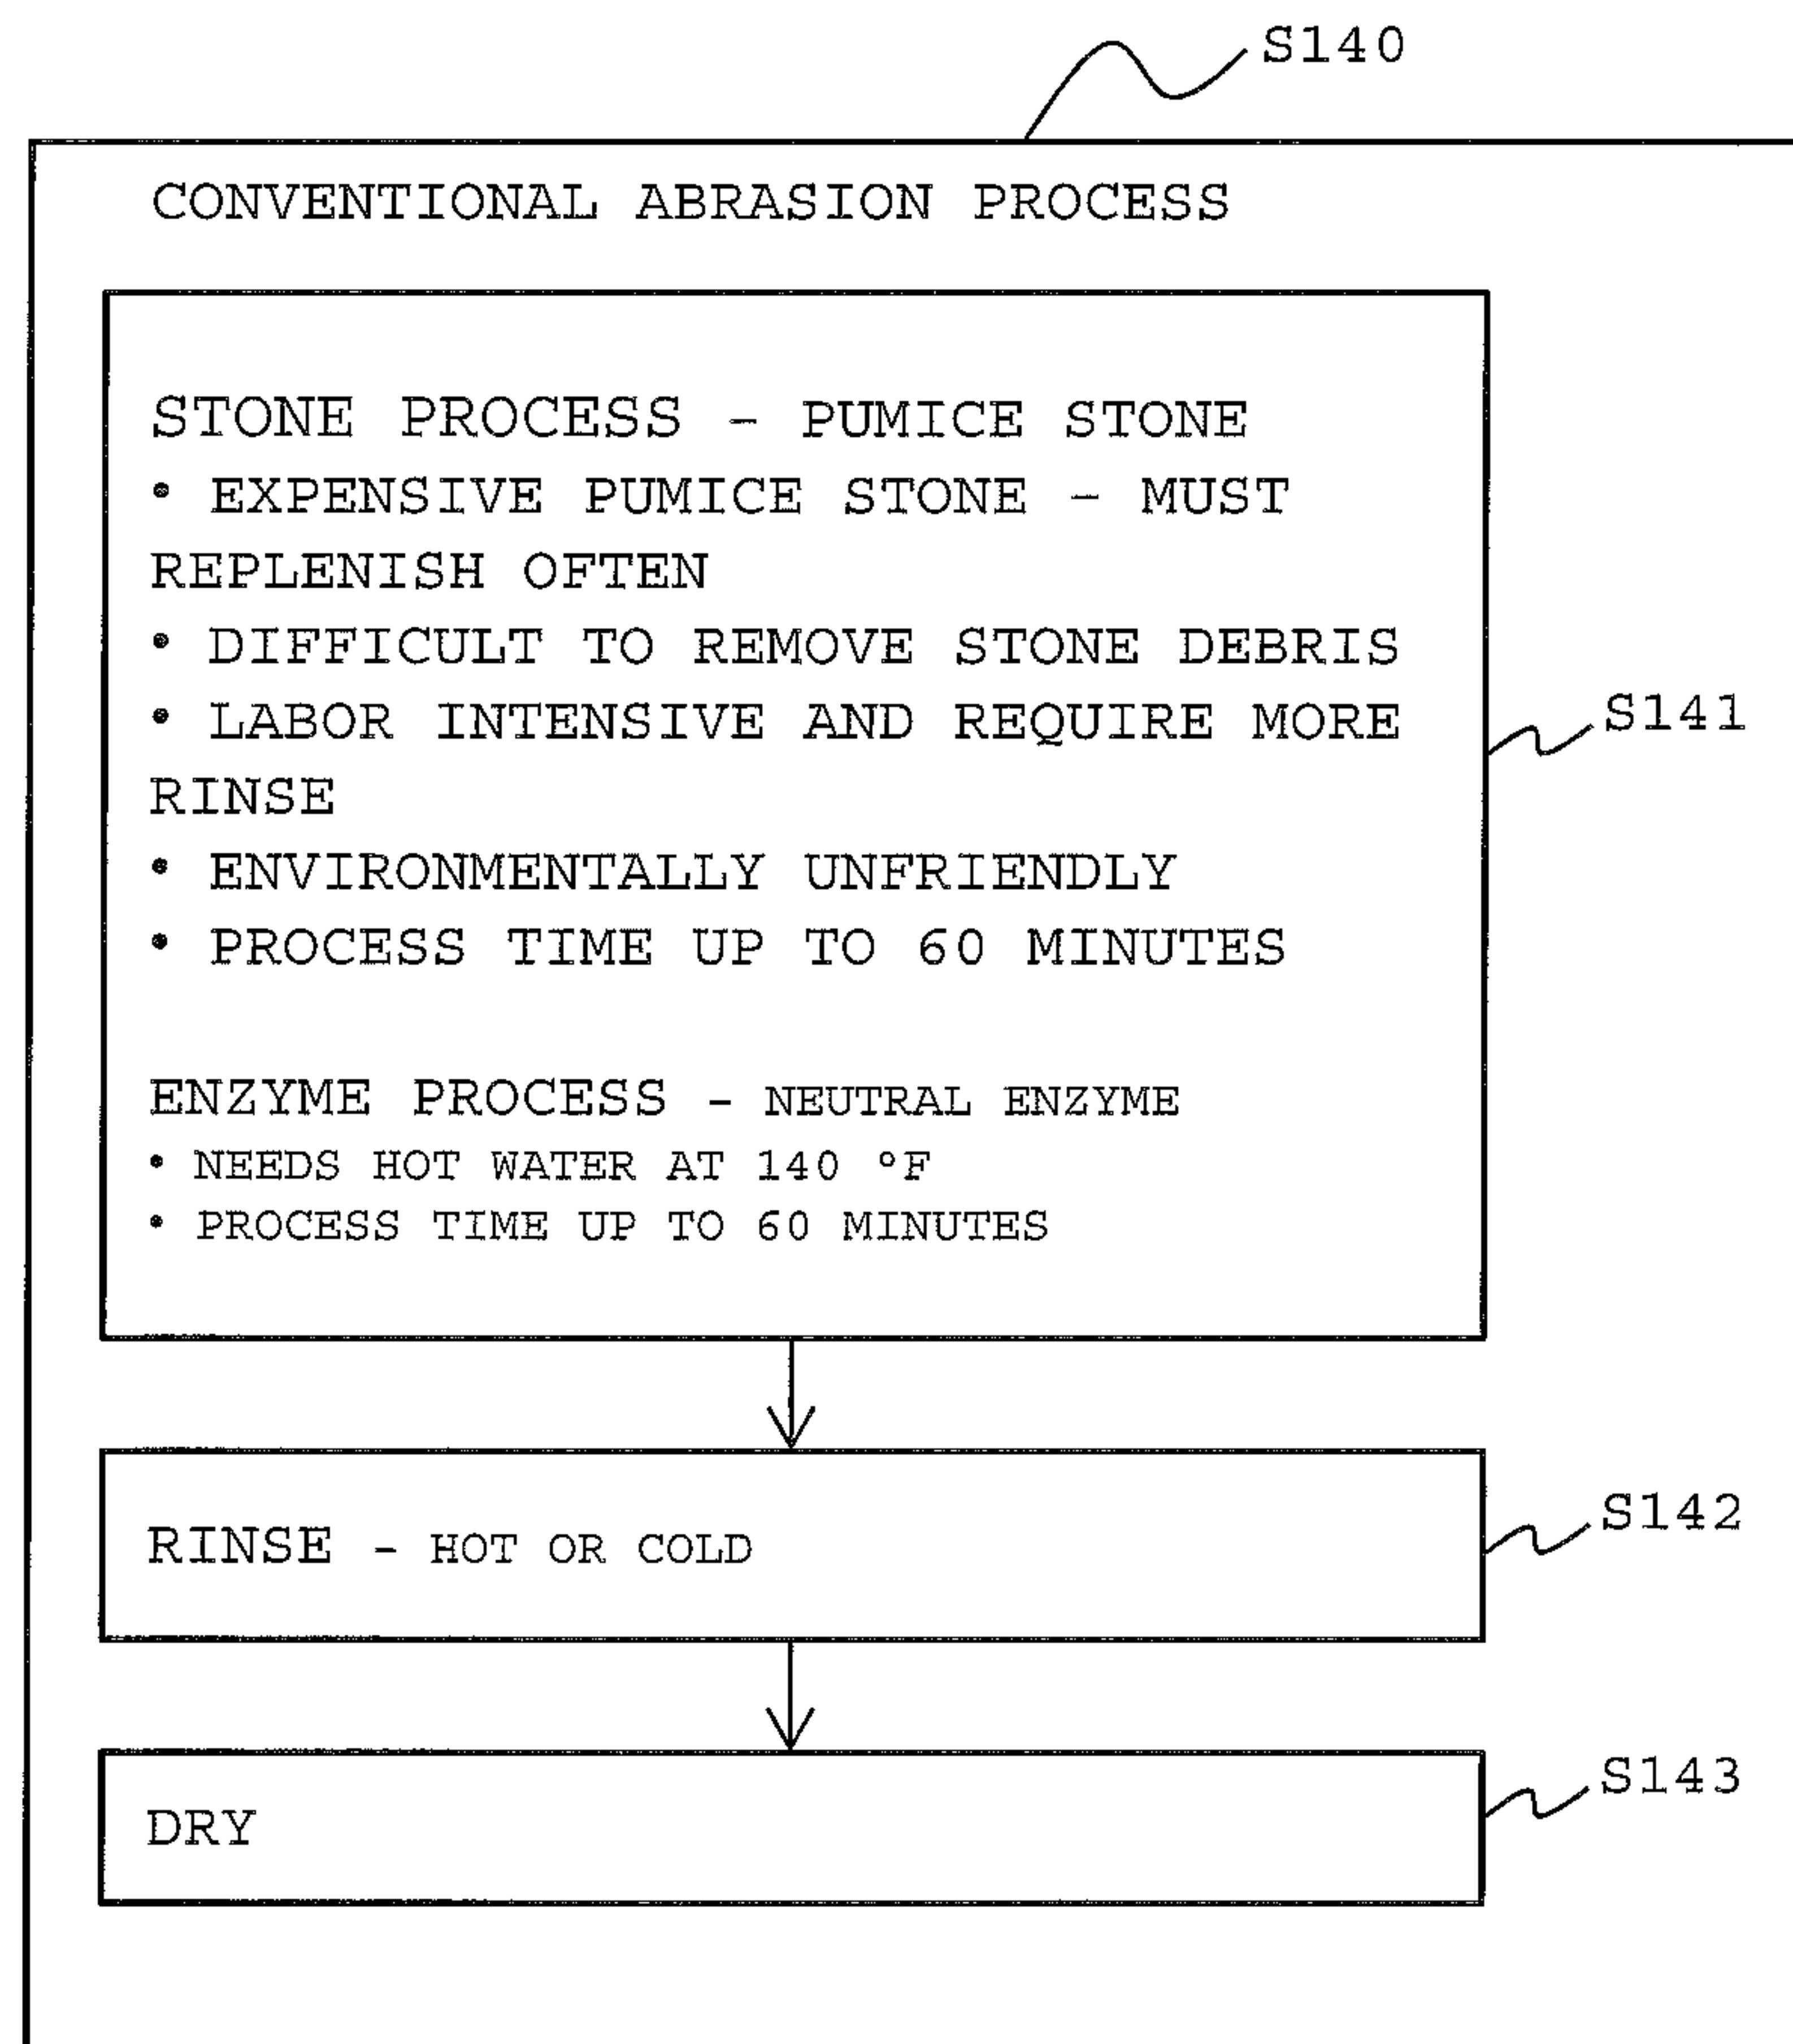 S140
CONVENTIONAL ABRASION PROCESS
STONE PROCESS - PUMICE STONE
• EXPENSIVE PUMICE STONE - MUST
REPLENISH OFTEN
• DIFFICULT TO REMOVE STONE DEBRIS
• LABOR INTENSIVE AND REQUIRE MORE
RINSE
• ENVIRONMENTALLY UNFRIENDLY
• PROCESS TIME UP TO 60 MINUTES
S141
ENZYME PROCESS - NEUTRAL ENZYME
• NEEDS HOT WATER AT 140 °F
• PROCESS TIME UP TO 60 MINUTES
RINSE - HOT OR COLD
S142
DRY
S143